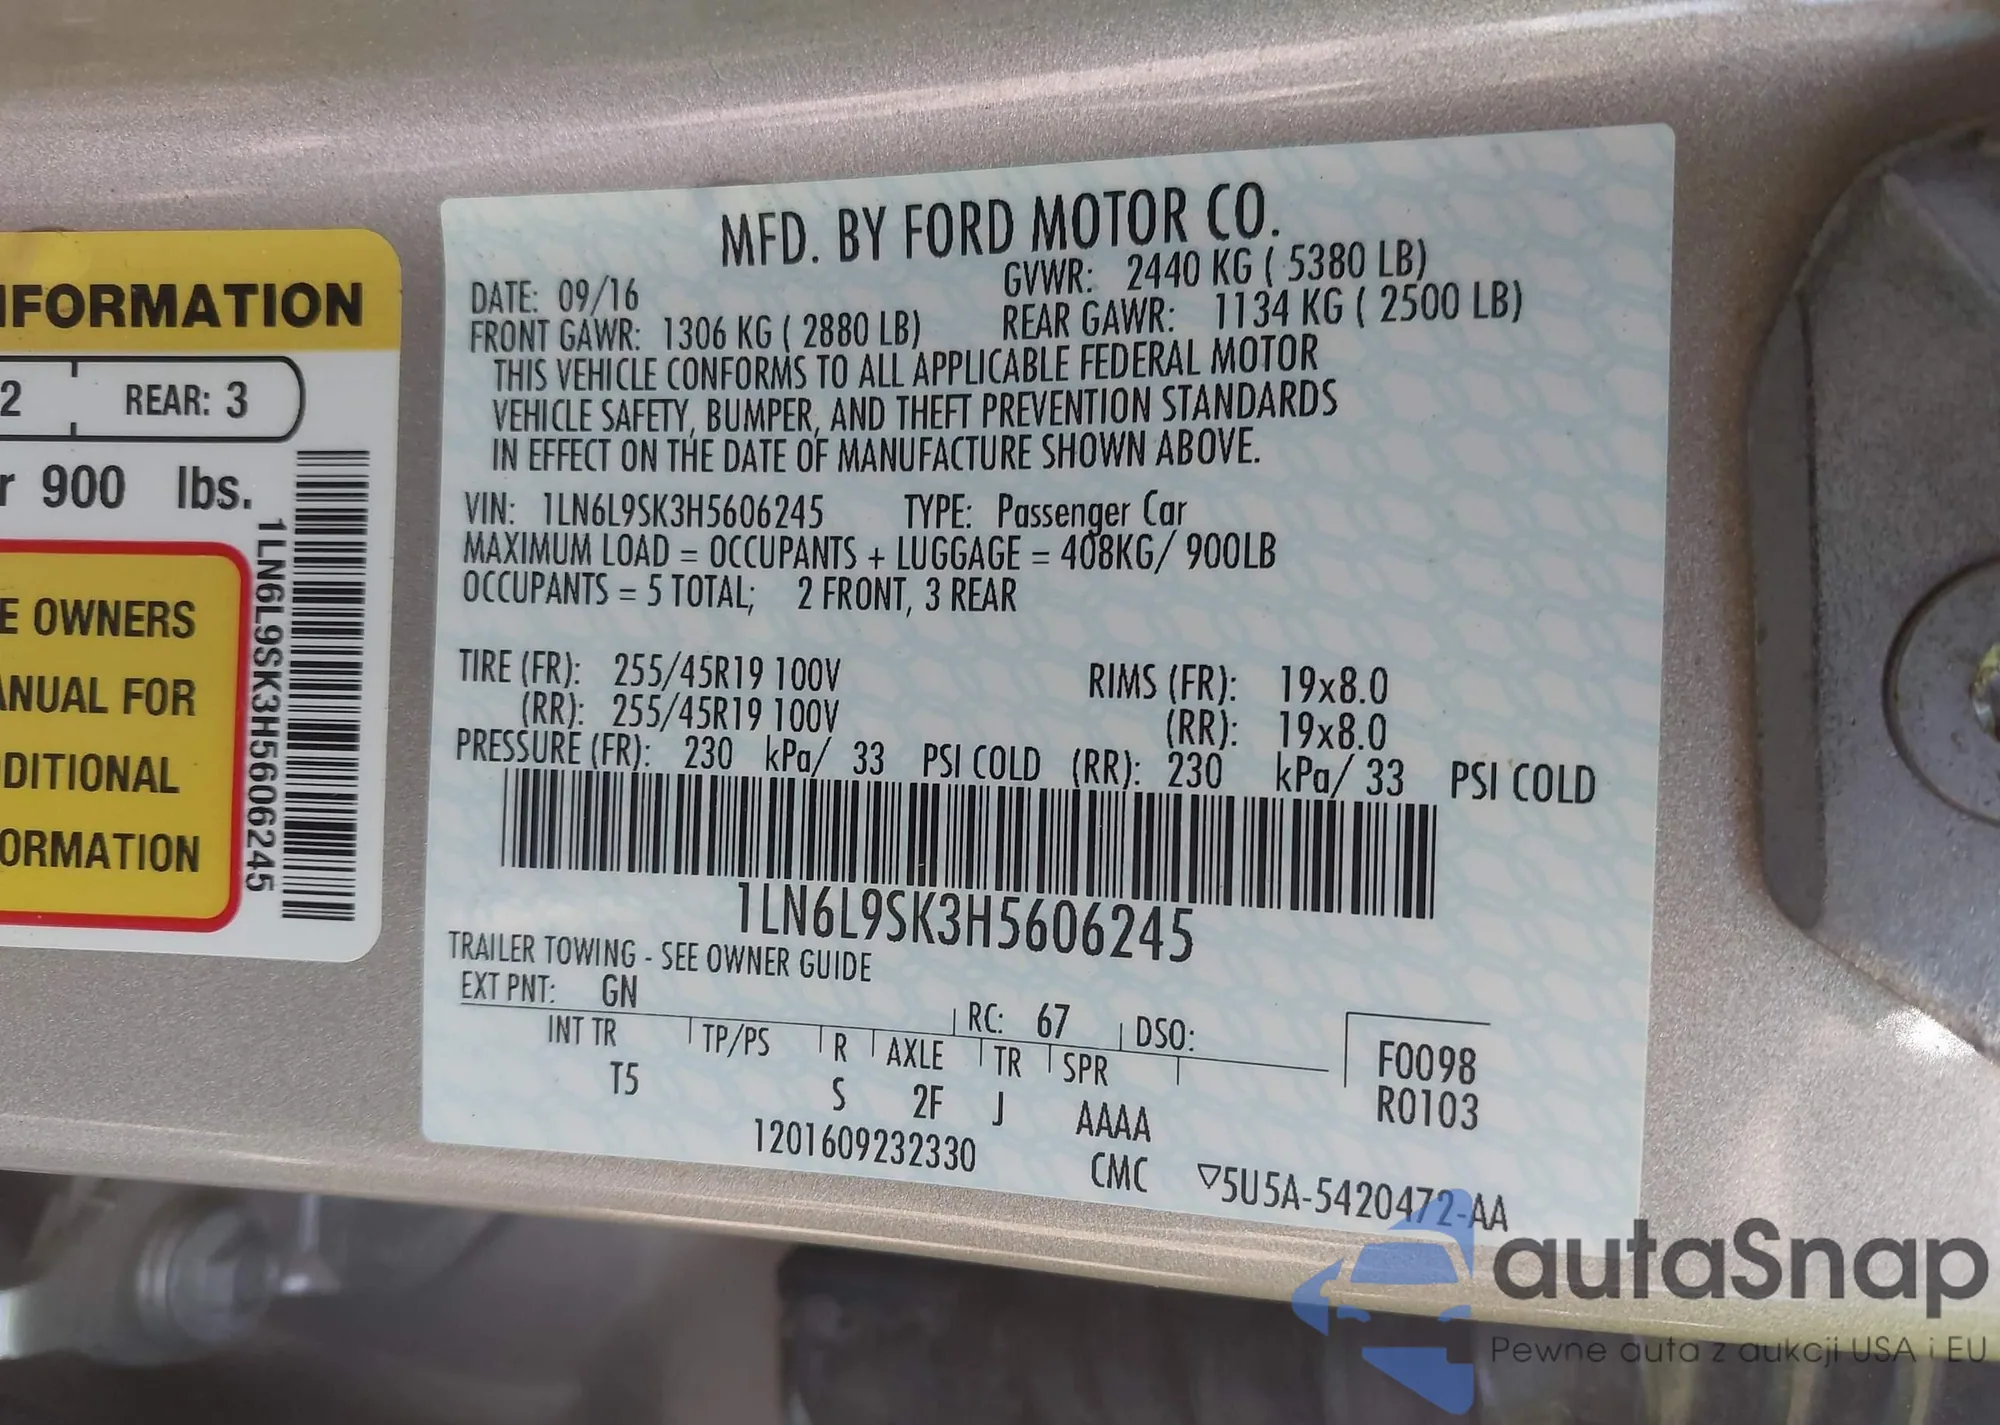 NFORMATION
2 REAR: 3
r 900 lbs.
E OWNERS
ANUAL FOR
DITIONAL
ORMATION
1LN6L9SK3H5606245
MFD. BY FORD MOTOR CO.
DATE: 09/16 GVWR: 2440 KG ( 5380 LB)
FRONT GAWR: 1306 KG ( 2880 LB) REAR GAWR: 1134 KG ( 2500 LB)
THIS VEHICLE CONFORMS TO ALL APPLICABLE FEDERAL MOTOR
VEHICLE SAFETY, BUMPER, AND THEFT PREVENTION STANDARDS
IN EFFECT ON THE DATE OF MANUFACTURE SHOWN ABOVE.
VIN: 1LN6L9SK3H5606245 TYPE: Passenger Car
MAXIMUM LOAD = OCCUPANTS + LUGGAGE = 408KG/ 900LB
OCCUPANTS = 5 TOTAL; 2 FRONT, 3 REAR
TIRE (FR): 255/45R19 100V RIMS (FR): 19x8.0
(RR): 255/45R19 100V (RR): 19x8.0
PRESSURE (FR): 230 kPa/ 33 PSI COLD (RR): 230 kPa/ 33 PSI COLD
1LN6L9SK3H5606245
TRAILER TOWING - SEE OWNER GUIDE
EXT PNT: GN RC: 67 DSO:
INT TR TP/PS R AXLE TR SPR F0098
T5 S 2F J AAAA R0103
1201609232330 CMC ▽5U5A-5420472-AA
autaSnap
Pewne auta z aukcji USA i EU